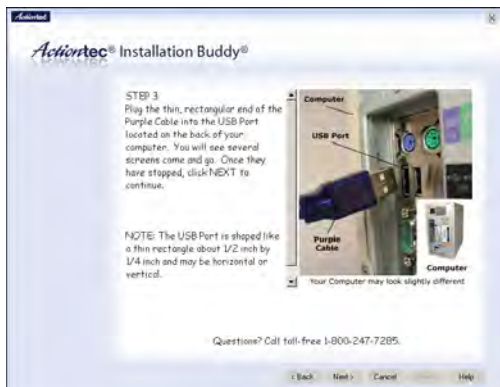 Actiontec
Actiontec® Installation Buddy®
STEP 3
Plug the thin, rectangular end of the
Purple Cable into the USB Port
located on the back of your
computer. You will see several
screens come and go. Once they
have stopped, click NEXT to
continue.
NOTE: The USB Port is shaped like
a thin rectangle about 1/2 inch by
1/4 inch and may be horizontal or
vertical.
Computer
USB Port
Purple
Cable
Computer
Your Computer may look slightly different
Questions? Call toll-free 1-800-247-7285.
< Back Next > Cancel Help